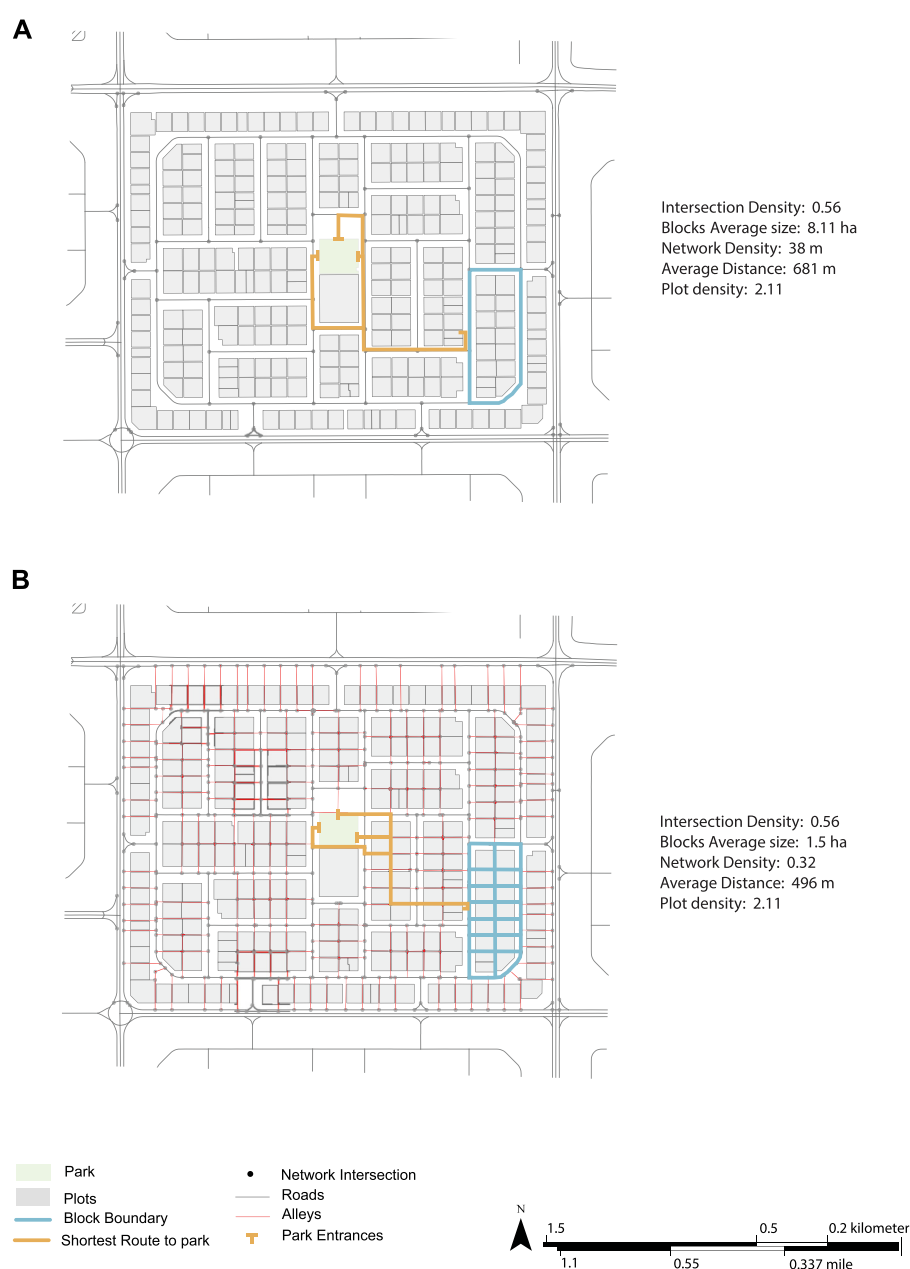 A
Intersection Density: 0.56
Blocks Average size: 8.11 ha
Network Density: 38 m
Average Distance: 681 m
Plot density: 2.11
B
Intersection Density: 0.56
Blocks Average size: 1.5 ha
Network Density: 0.32
Average Distance: 496 m
Plot density: 2.11
Park
Plots
Block Boundary
Shortest Route to park
Network Intersection
Roads
Alleys
Park Entrances
N
1.5 0.5 0.2 kilometer
1.1 0.55 0.337 mile